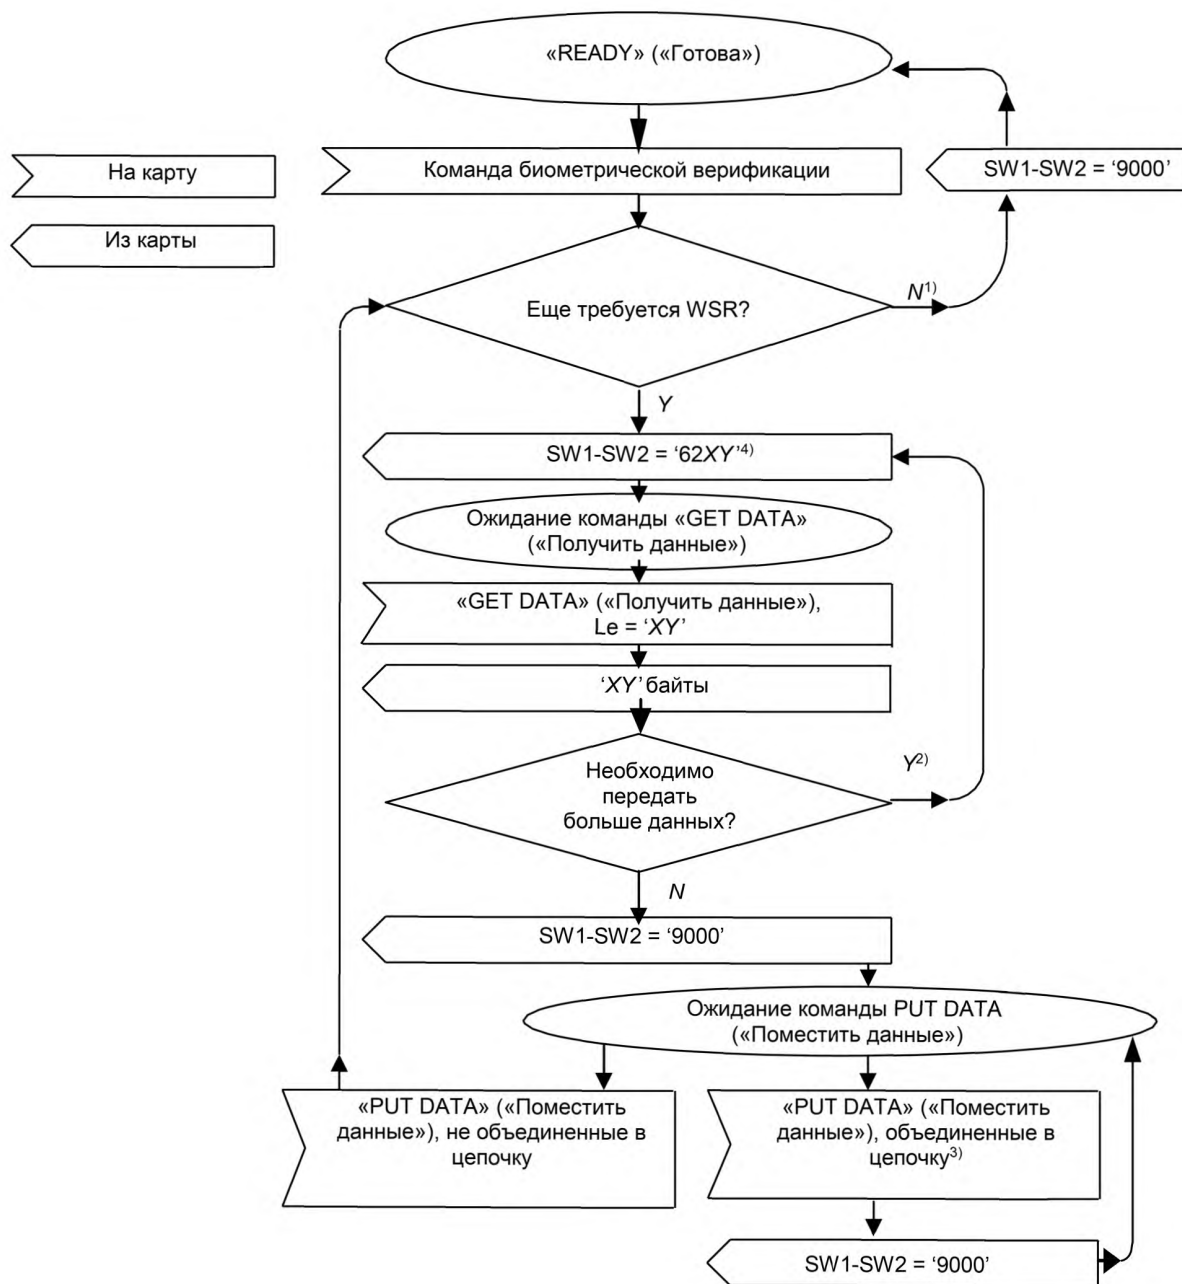 «READY» («Готова»)
На карту
Команда биометрической верификации
SW1-SW2 = ‘9000’
Из карты
Еще требуется WSR?
N1)
Y
SW1-SW2 = ‘62XY’4)
Ожидание команды «GET DATA»
(«Получить данные»)
«GET DATA» («Получить данные»),
Le = ‘XY’
‘XY’ байты
Необходимо
передать
больше данных?
Y2)
N
SW1-SW2 = ‘9000’
Ожидание команды PUT DATA
(«Поместить данные»)
«PUT DATA» («Поместить
данные»), не объединенные в
цепочку
«PUT DATA» («Поместить
данные»), объединенные в
цепочку3)
SW1-SW2 = ‘9000’